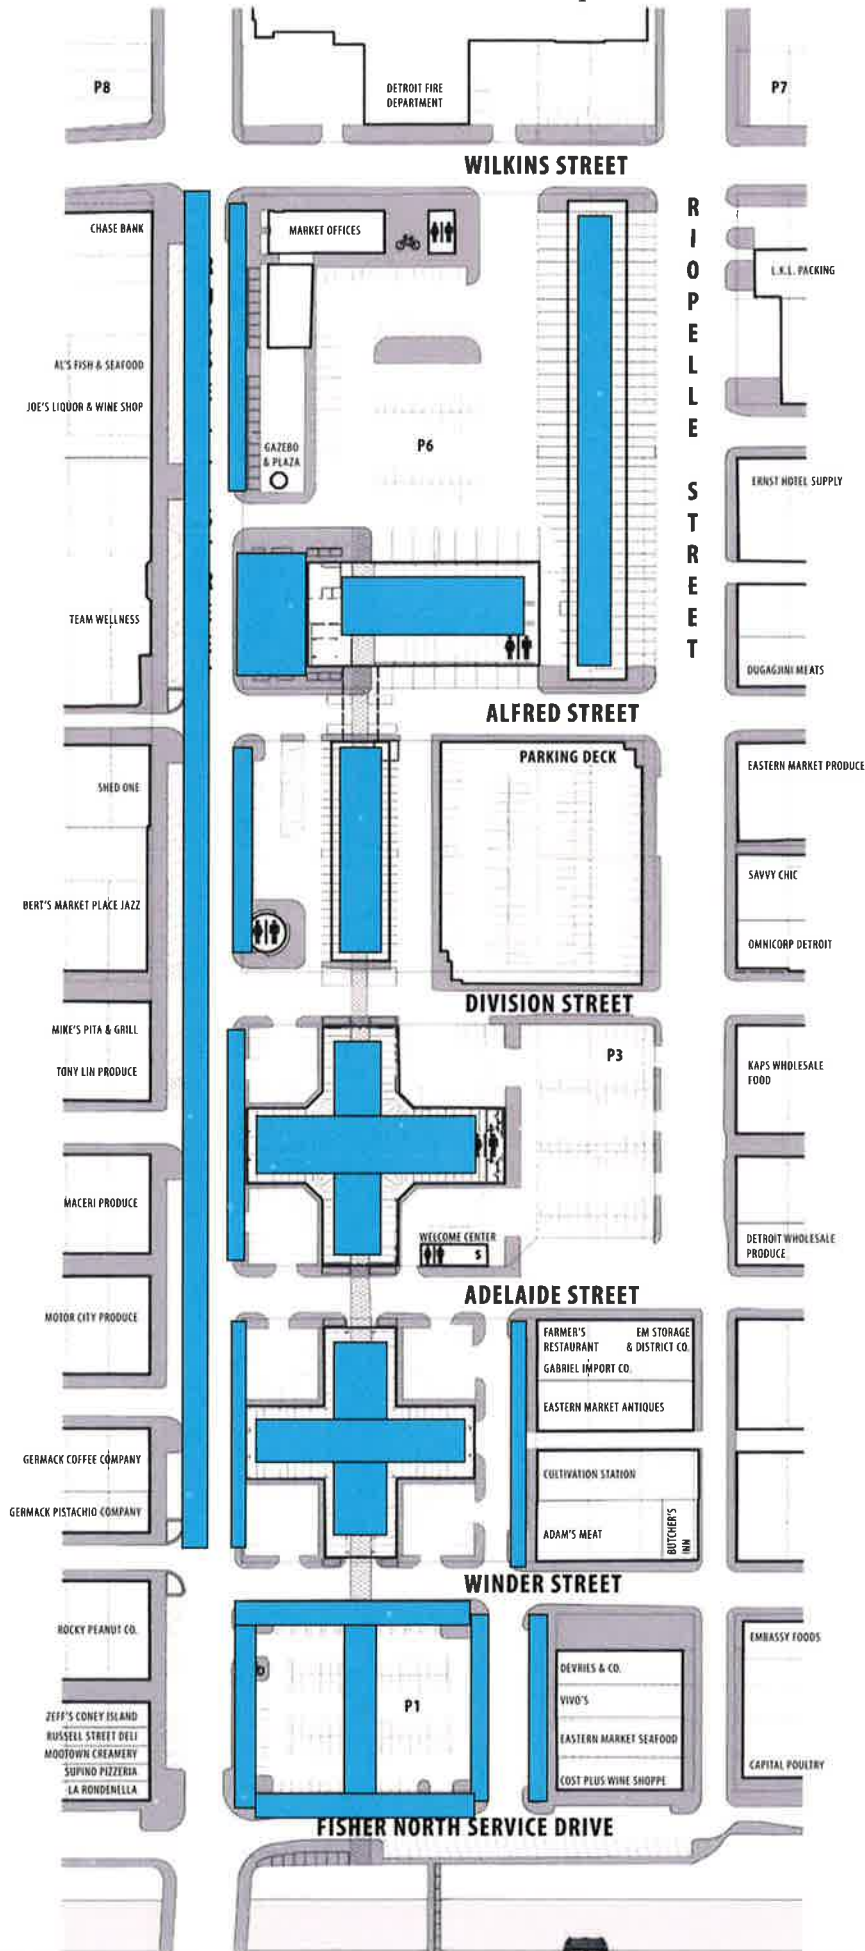 P8
DETROIT FIRE
DEPARTMENT
P7
WILKINS STREET
RIOPELLE STREET
CHASE BANK
MARKET OFFICES
L.K.L. PACKING
AL'S FISH & SEAFOOD
JOE'S LIQUOR & WINE SHOP
P6
GAZEBO
& PLAZA
ERNST HOTEL SUPPLY
TEAM WELLNESS
DUGAGJINI MEATS
ALFRED STREET
PARKING DECK
EASTERN MARKET PRODUCE
SHED ONE
SAVVY CHIC
BERT'S MARKET PLACE JAZZ
OMNICORP DETROIT
DIVISION STREET
MIKE'S PITA & GRILL
P3
TONY LIN PRODUCE
KAPS WHOLESALE
FOOD
MACERI PRODUCE
WELCOME CENTER
$
DETROIT WHOLESALE
PRODUCE
ADELAIDE STREET
MOTOR CITY PRODUCE
FARMER'S
RESTAURANT
EM STORAGE
& DISTRICT CO.
GABRIEL IMPORT CO.
EASTERN MARKET ANTIQUES
GERMACK COFFEE COMPANY
CULTIVATION STATION
GERMACK PISTACHIO COMPANY
ADAM'S MEAT
BUTCHER'S
INN
WINDER STREET
ROCKY PEANUT CO.
EMBASSY FOODS
DEVRIES & CO.
P1
VIVO'S
ZEFF'S CONEY ISLAND
RUSSELL STREET DELI
MOOTOWN CREAMERY
SUPINO PIZZERIA
LA RONDENELLA
EASTERN MARKET SEAFOOD
COST PLUS WINE SHOPPE
CAPITAL POULTRY
FISHER NORTH SERVICE DRIVE